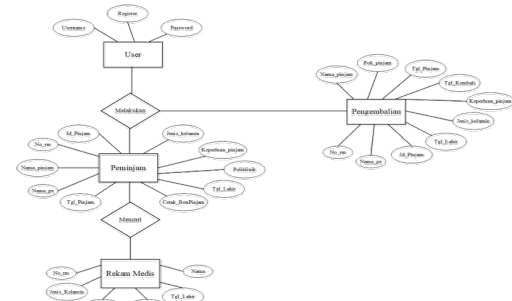 Register
Username
Password
User
Melakukan
Poli_pinjam
Nama_pinjam
Tgl_Pinjam
Tgl_Kembali
Keperluan_pinjam
Jenis_kelamin
Tgl_Lahir
Id_Pinjam
Nama_ps
No_rm
Pengembalian
Id_Pinjam
Jenis_kelamin
No_rm
Keperluan_pinjam
Nama_pinjam
Peminjam
Poliklinik
Nama_ps
Tgl_Lahir
Tgl_Pinjam
Cetak_BonPinjam
Mencari
No_rm
Rekam Medis
Nama
Jenis_Kelamin
Tgl_Lahir